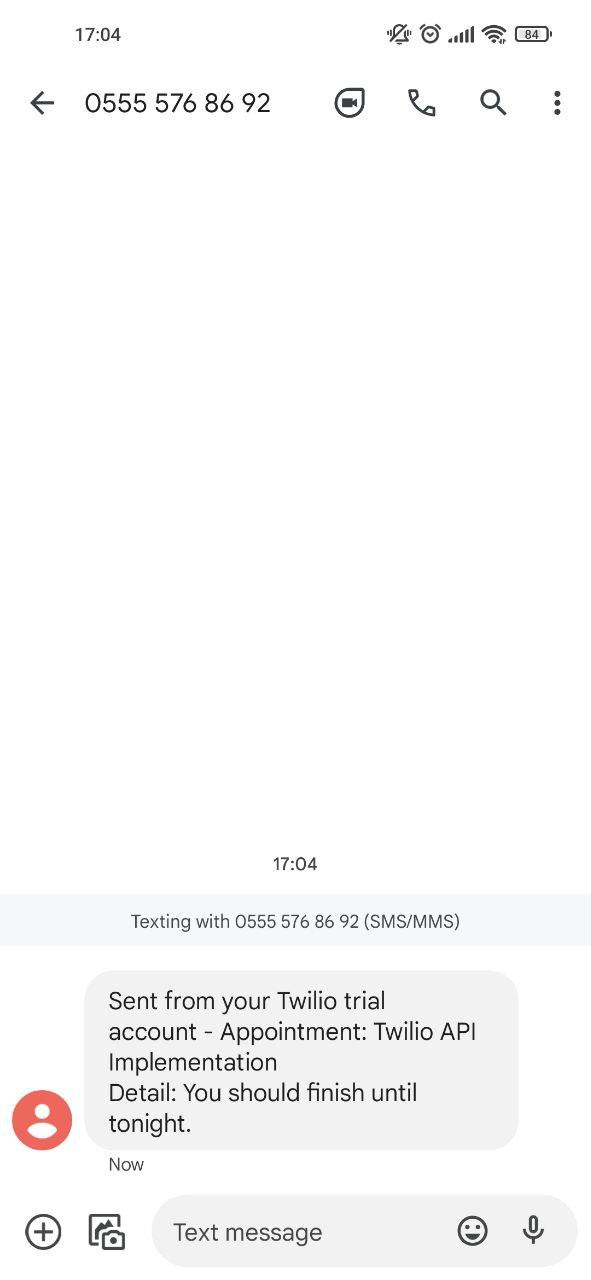 17:04
84
0555 576 86 92
17:04
Texting with 0555 576 86 92 (SMS/MMS)
Sent from your Twilio trial
account - Appointment: Twilio API
Implementation
Detail: You should finish until
tonight.
Now
Text message